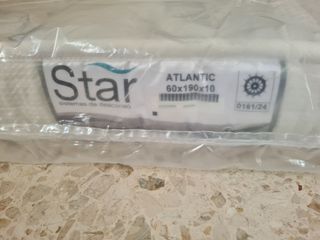 Star
sistemas de descanso
ATLANTIC
60x190x10
0161/24